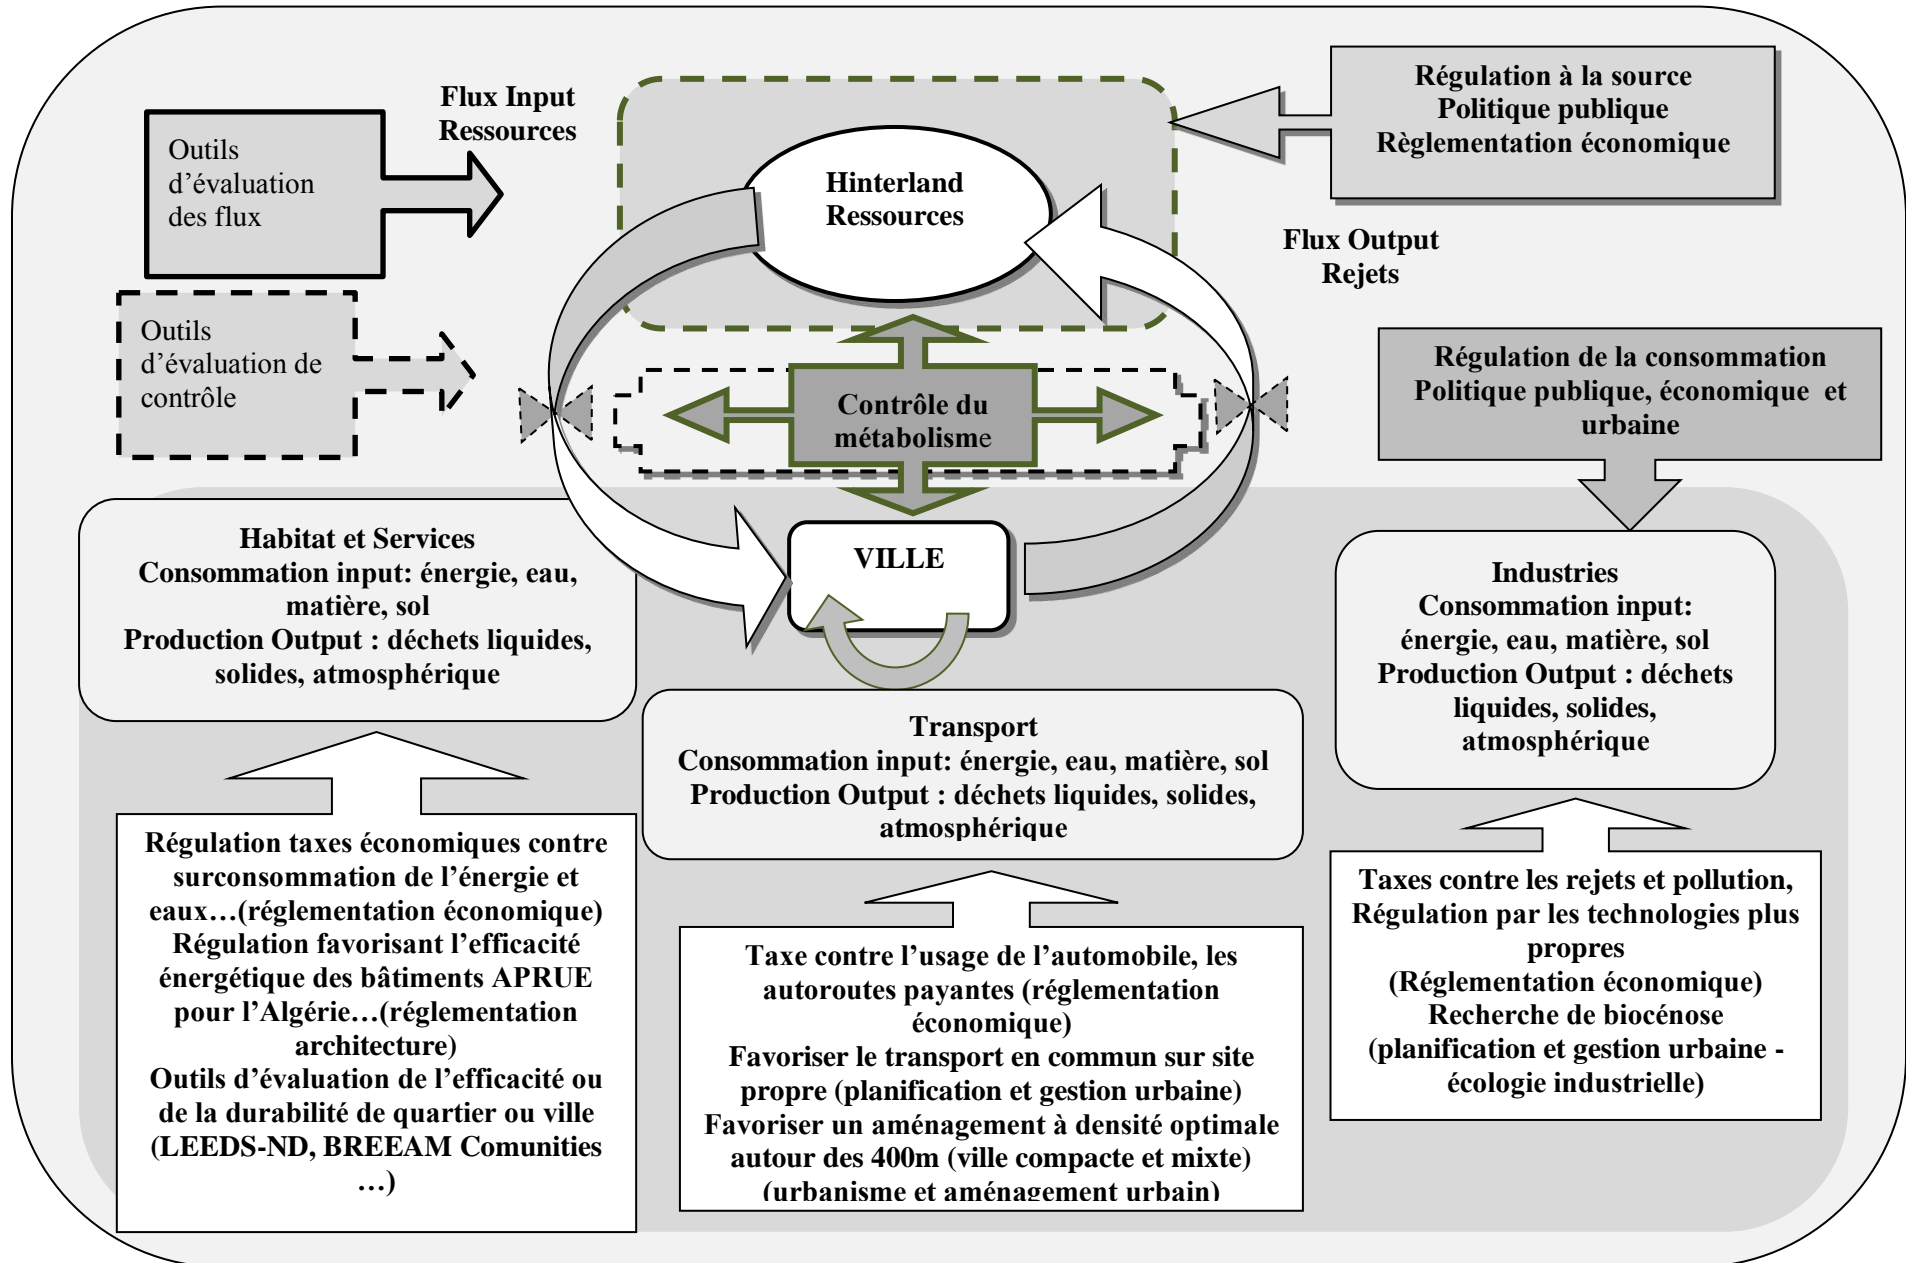 Flux Input
Ressources
Régulation à la source
Politique publique
Règlementation économique
Outils
d’évaluation
des flux
Hinterland
Ressources
Flux Output
Rejets
Outils
d’évaluation de
contrôle
Contrôle du
métabolisme
Régulation de la consommation
Politique publique, économique et
urbaine
Habitat et Services
Consommation input: énergie, eau,
matière, sol
Production Output : déchets liquides,
solides, atmosphérique
VILLE
Industries
Consommation input:
énergie, eau, matière, sol
Production Output : déchets
liquides, solides,
atmosphérique
Transport
Consommation input: énergie, eau, matière, sol
Production Output : déchets liquides, solides,
atmosphérique
Régulation taxes économiques contre
surconsommation de l’énergie et
eaux…(réglementation économique)
Régulation favorisant l’efficacité
énergétique des bâtiments APRUE
pour l’Algérie…(réglementation
architecture)
Outils d’évaluation de l’efficacité ou
de la durabilité de quartier ou ville
(LEEDS-ND, BREEAM Comunities
…)
Taxe contre l’usage de l’automobile, les
autoroutes payantes (réglementation
économique)
Favoriser le transport en commun sur site
propre (planification et gestion urbaine)
Favoriser un aménagement à densité optimale
autour des 400m (ville compacte et mixte)
(urbanisme et aménagement urbain)
Taxes contre les rejets et pollution,
Régulation par les technologies plus
propres
(Réglementation économique)
Recherche de biocénose
(planification et gestion urbaine -
écologie industrielle)